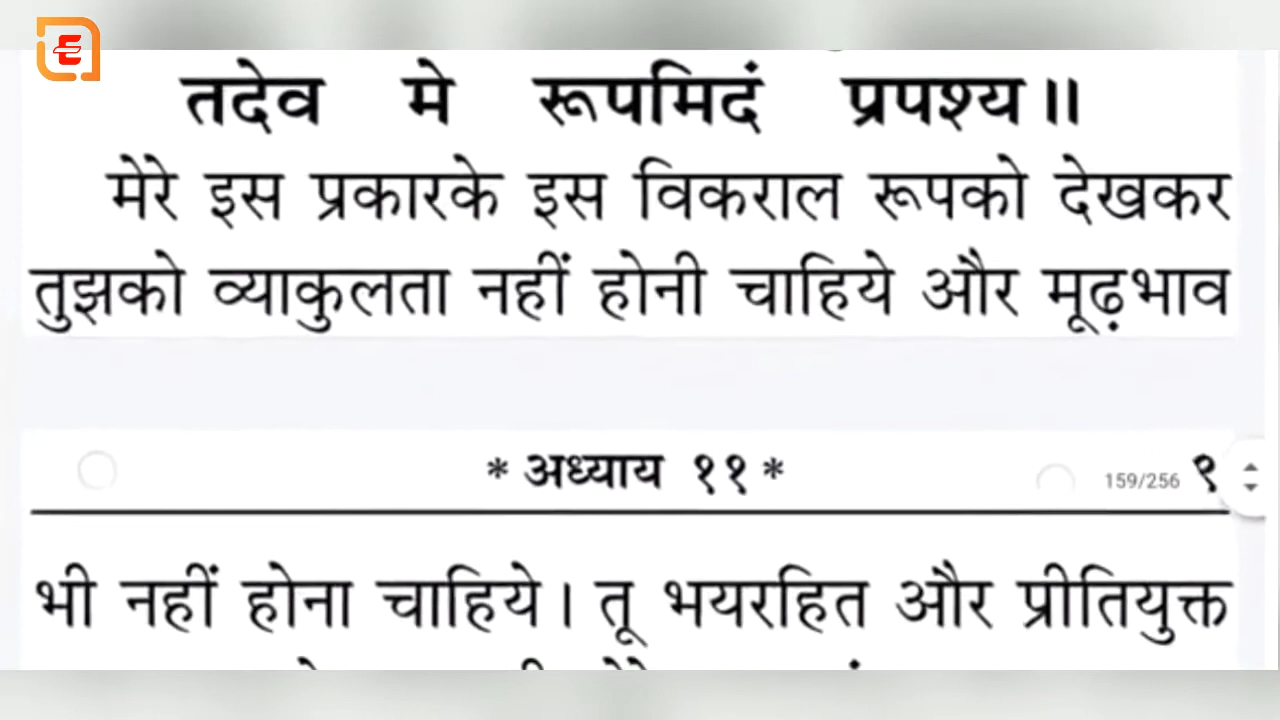 तदेव मे रूपमिदं प्रपश्य॥
मेरे इस प्रकारके इस विकराल रूपको देखकर
तुझको व्याकुलता नहीं होनी चाहिये और मूढ़भाव
* अध्याय ११ *
159/256
भी नहीं होना चाहिये। तू भयरहित और प्रीतियुक्त